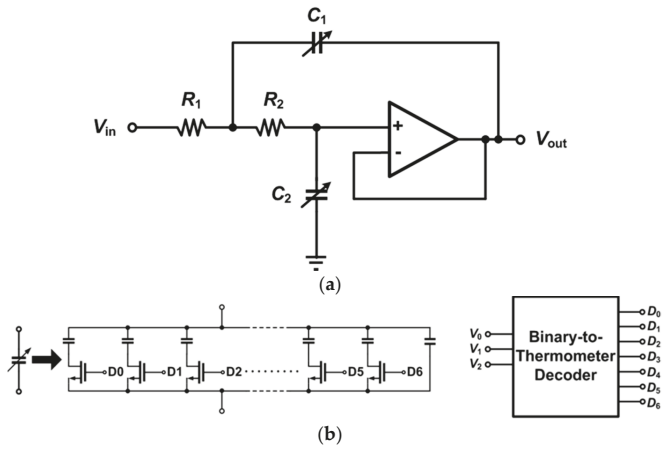 C1
R1
R2
Vin
+
-
Vout
C2
(a)
D0
D1
D2
D5
D6
V0
V1
V2
Binary-to-
Thermometer
Decoder
D0
D1
D2
D3
D4
D5
D6
(b)